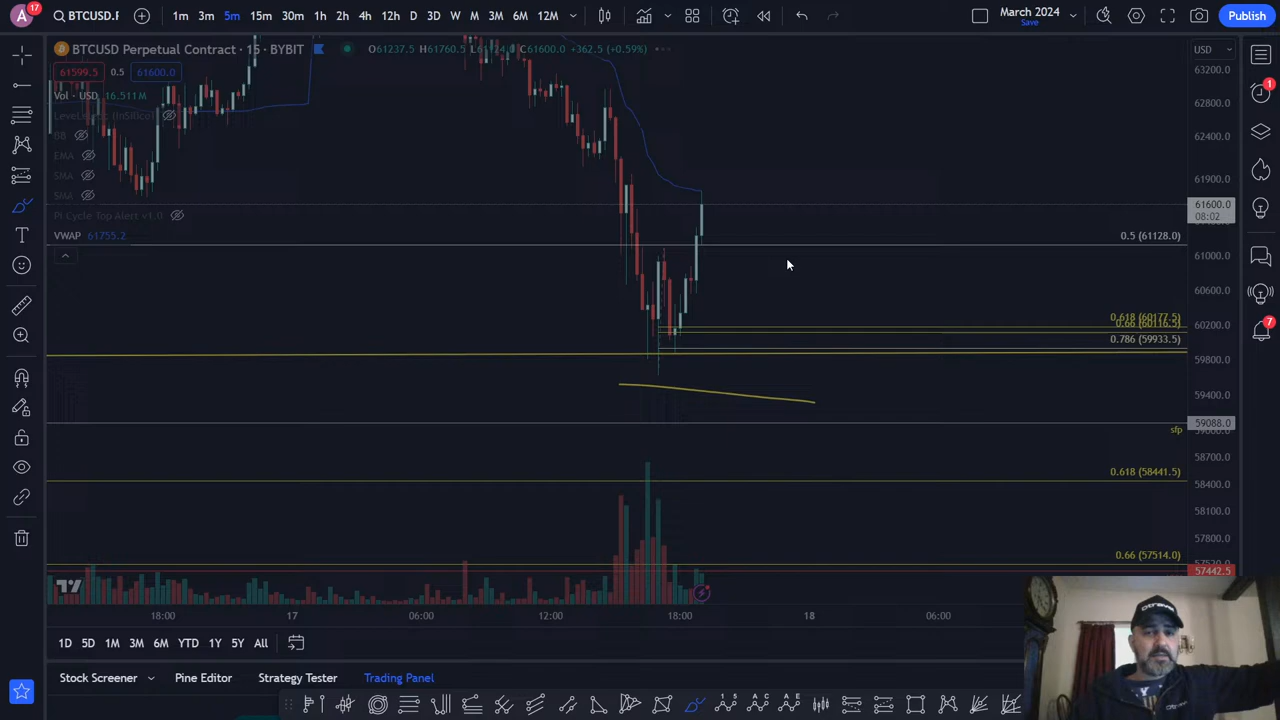 A 17 BTCUSD.F 1m 3m 5m 15m 30m 1h 2h 4h 12h D 3D W M 3M 6M 12M March 2024 Save Publish
BTCUSD Perpetual Contract · 15 · BYBIT O61237.5 H61760.5 L61124.0 C61600.0 +362.5 (+0.59%) USD
61599.5 0.5 61600.0
63200.0
Vol · USD 16.511M
62800.0
BB
62400.0
EMA
SMA
61900.0
SMA
61600.0
08:02
Pi Cycle Top Alert v1.0
VWAP 61755.2
0.5 (61128.0)
61000.0
60600.0
0.618 (60177.5)
0.66 (60116.5)
60200.0
0.786 (59933.5)
59800.0
59400.0
59088.0
sfp
58700.0
0.618 (58441.5)
58400.0
58100.0
57800.0
0.66 (57514.0)
57442.5
18:00 17 06:00 12:00 18:00 18 06:00
1D 5D 1M 3M 6M YTD 1Y 5Y All
Stock Screener Pine Editor Strategy Tester Trading Panel
1
7